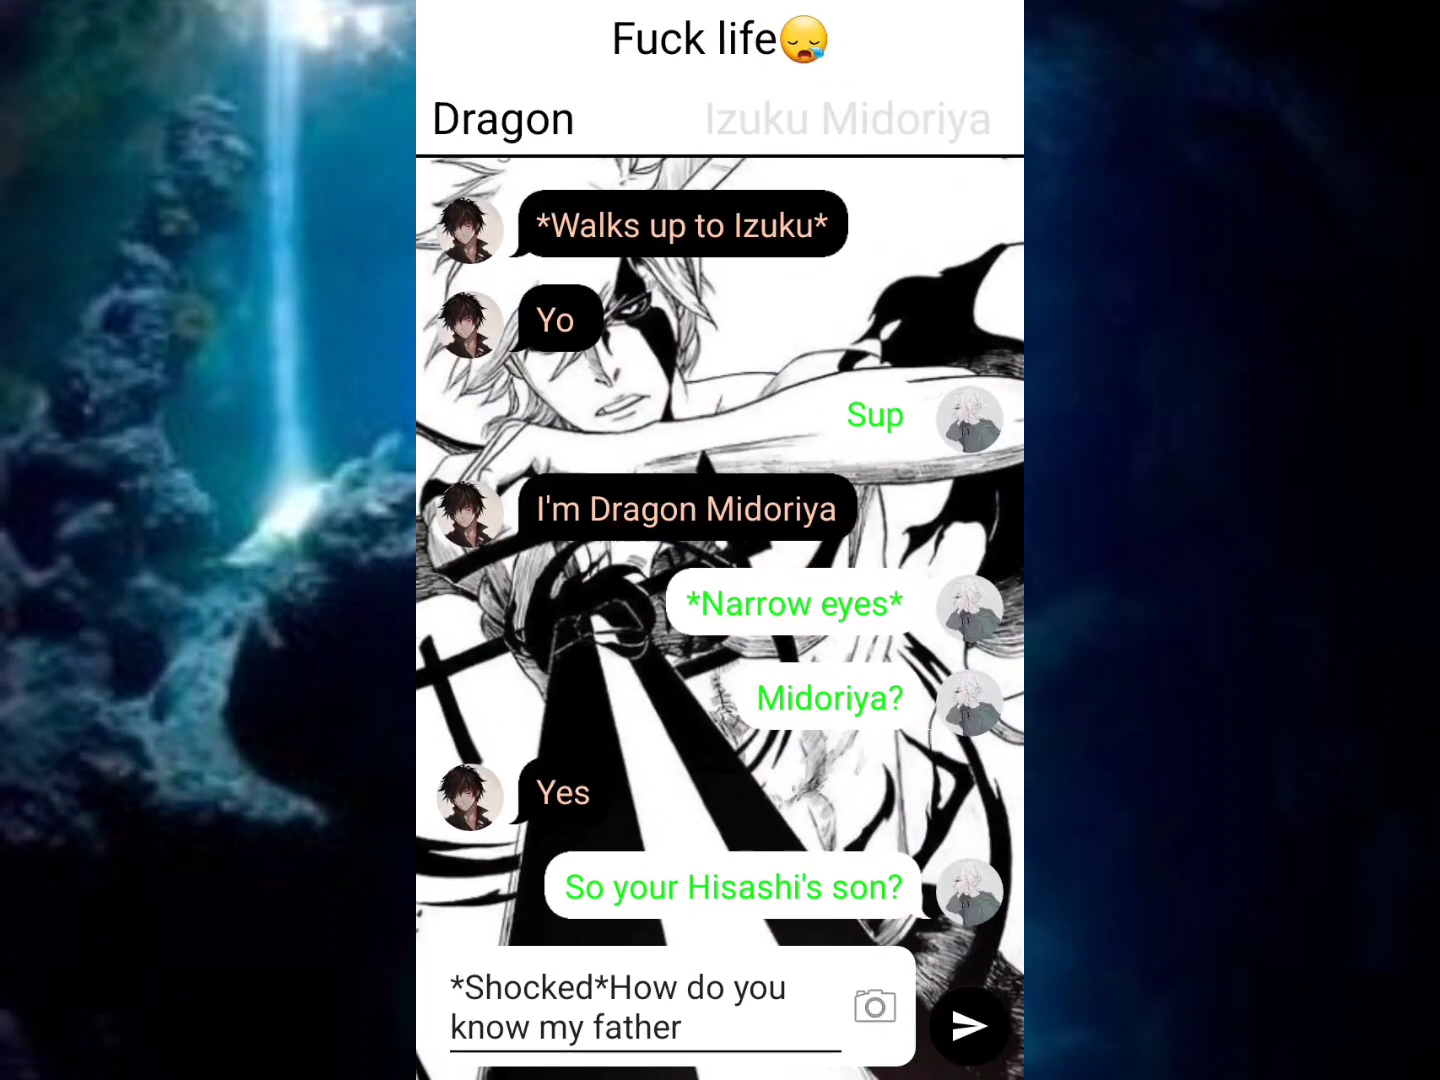 Fuck life😪
Dragon
Izuku Midoriya
*Walks up to Izuku*
Yo
Sup
I'm Dragon Midoriya
*Narrow eyes*
Midoriya?
Yes
So your Hisashi's son?
*Shocked*How do you
know my father